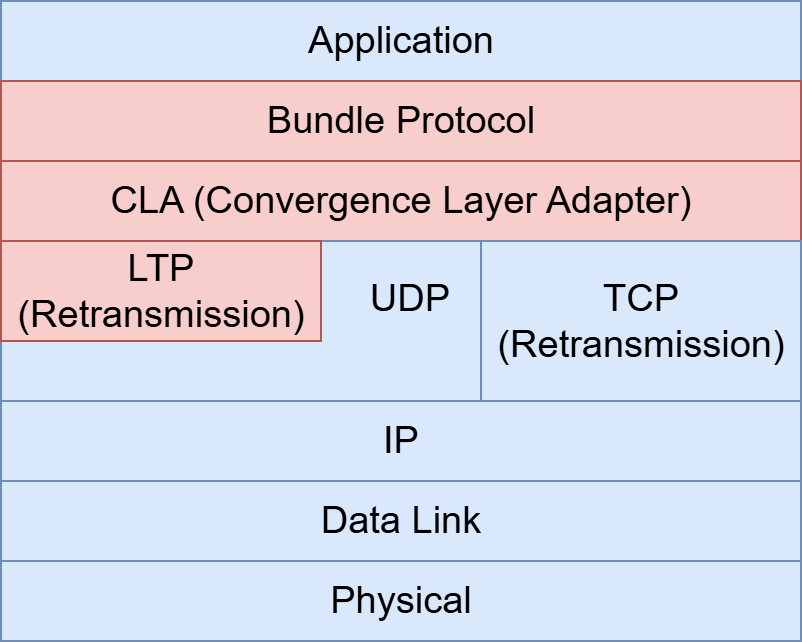 Application
Bundle Protocol
CLA (Convergence Layer Adapter)
LTP
(Retransmission)
UDP
TCP
(Retransmission)
IP
Data Link
Physical